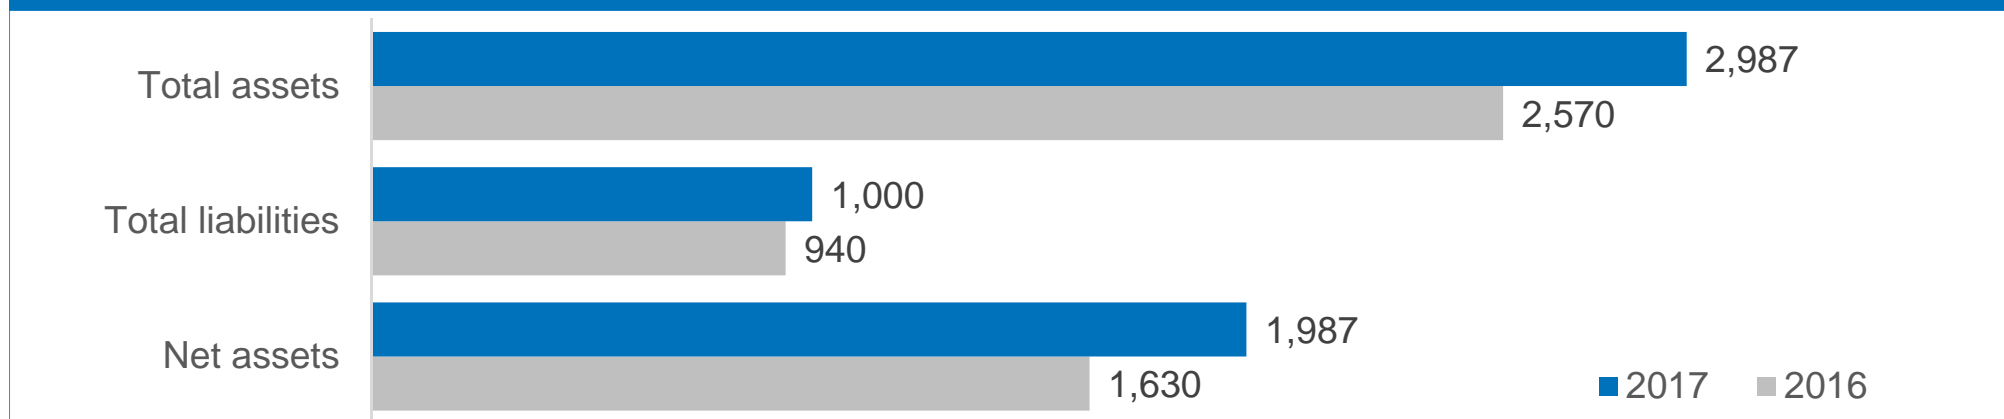 Total assets
2,987
2,570
Total liabilities
1,000
940
Net assets
1,987
1,630
2017 2016